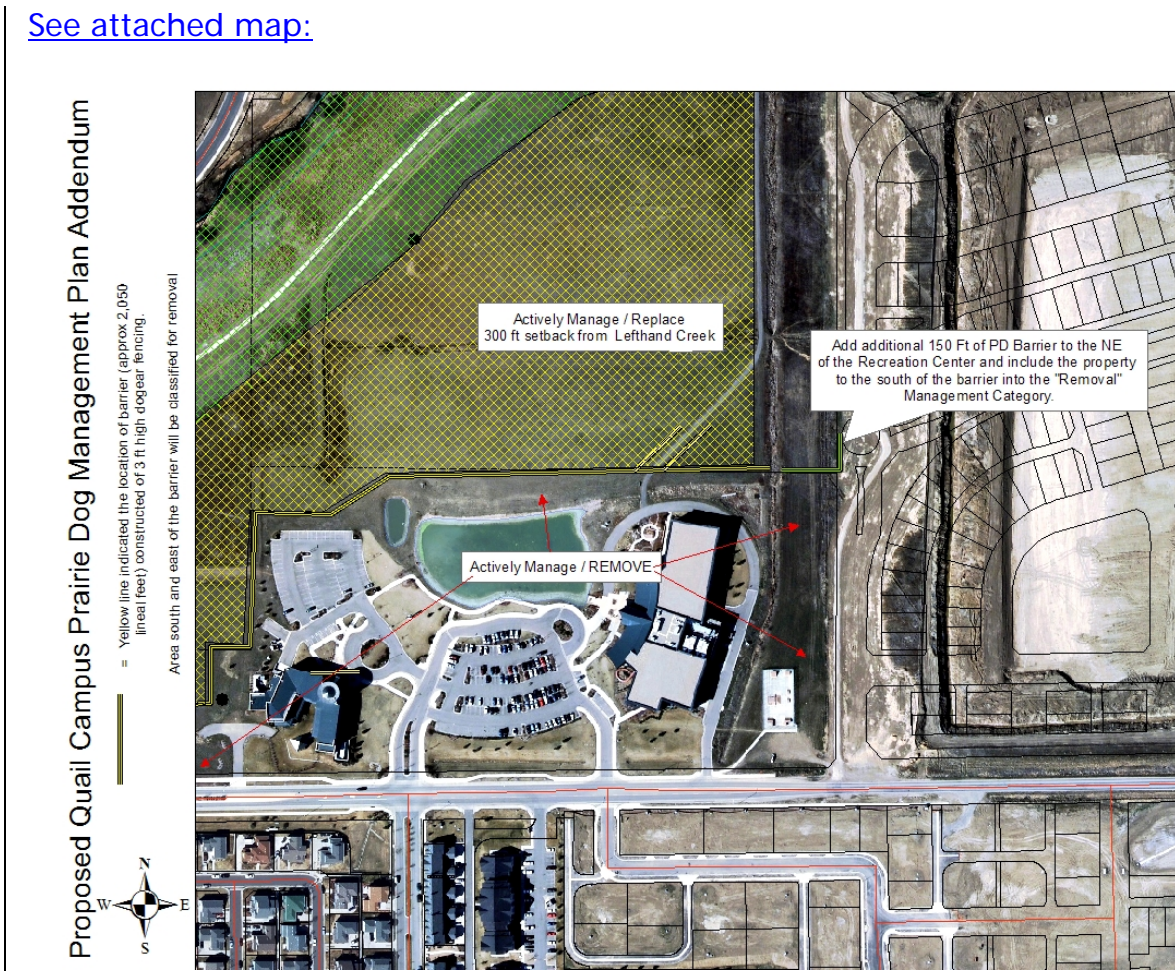 See attached map:
Proposed Quail Campus Prairie Dog Management Plan Addendum
= Yellow line indicated the location of barrier (approx 2,050
lineal feet) constructed of 3 ft high dogear fencing.
Area south and east of the barrier will be classified for removal
Actively Manage / Replace
300 ft setback from Lefthand Creek
Add additional 150 Ft of PD Barrier to the NE
of the Recreation Center and include the property
to the south of the barrier into the "Removal"
Management Category.
Actively Manage / REMOVE
N
W
E
S